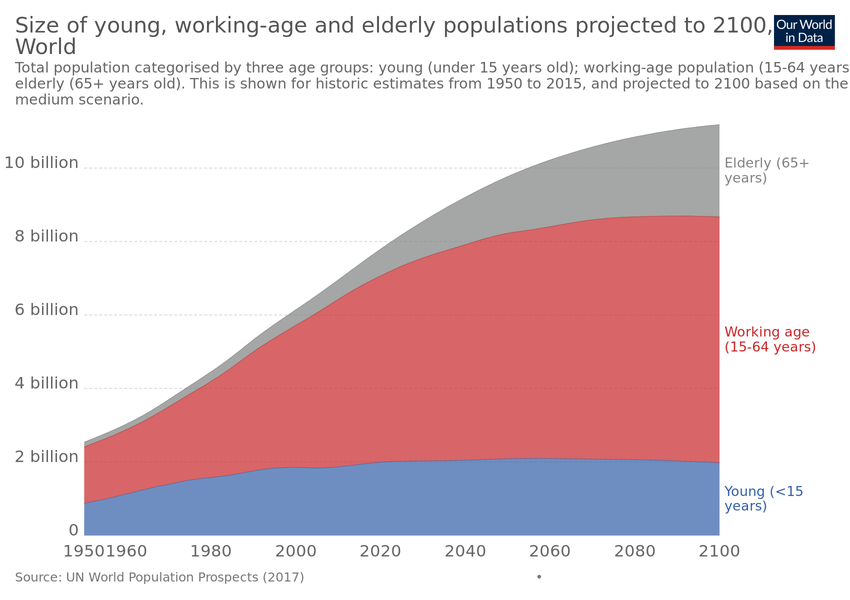 Size of young, working-age and elderly populations projected to 2100,
World
Our World
in Data
Total population categorised by three age groups: young (under 15 years old); working-age population (15-64 years
elderly (65+ years old). This is shown for historic estimates from 1950 to 2015, and projected to 2100 based on the
medium scenario.
10 billion
8 billion
6 billion
4 billion
2 billion
0
Elderly (65+
years)
Working age
(15-64 years)
Young (<15
years)
1950 1960 1980 2000 2020 2040 2060 2080 2100
Source: UN World Population Prospects (2017)
•